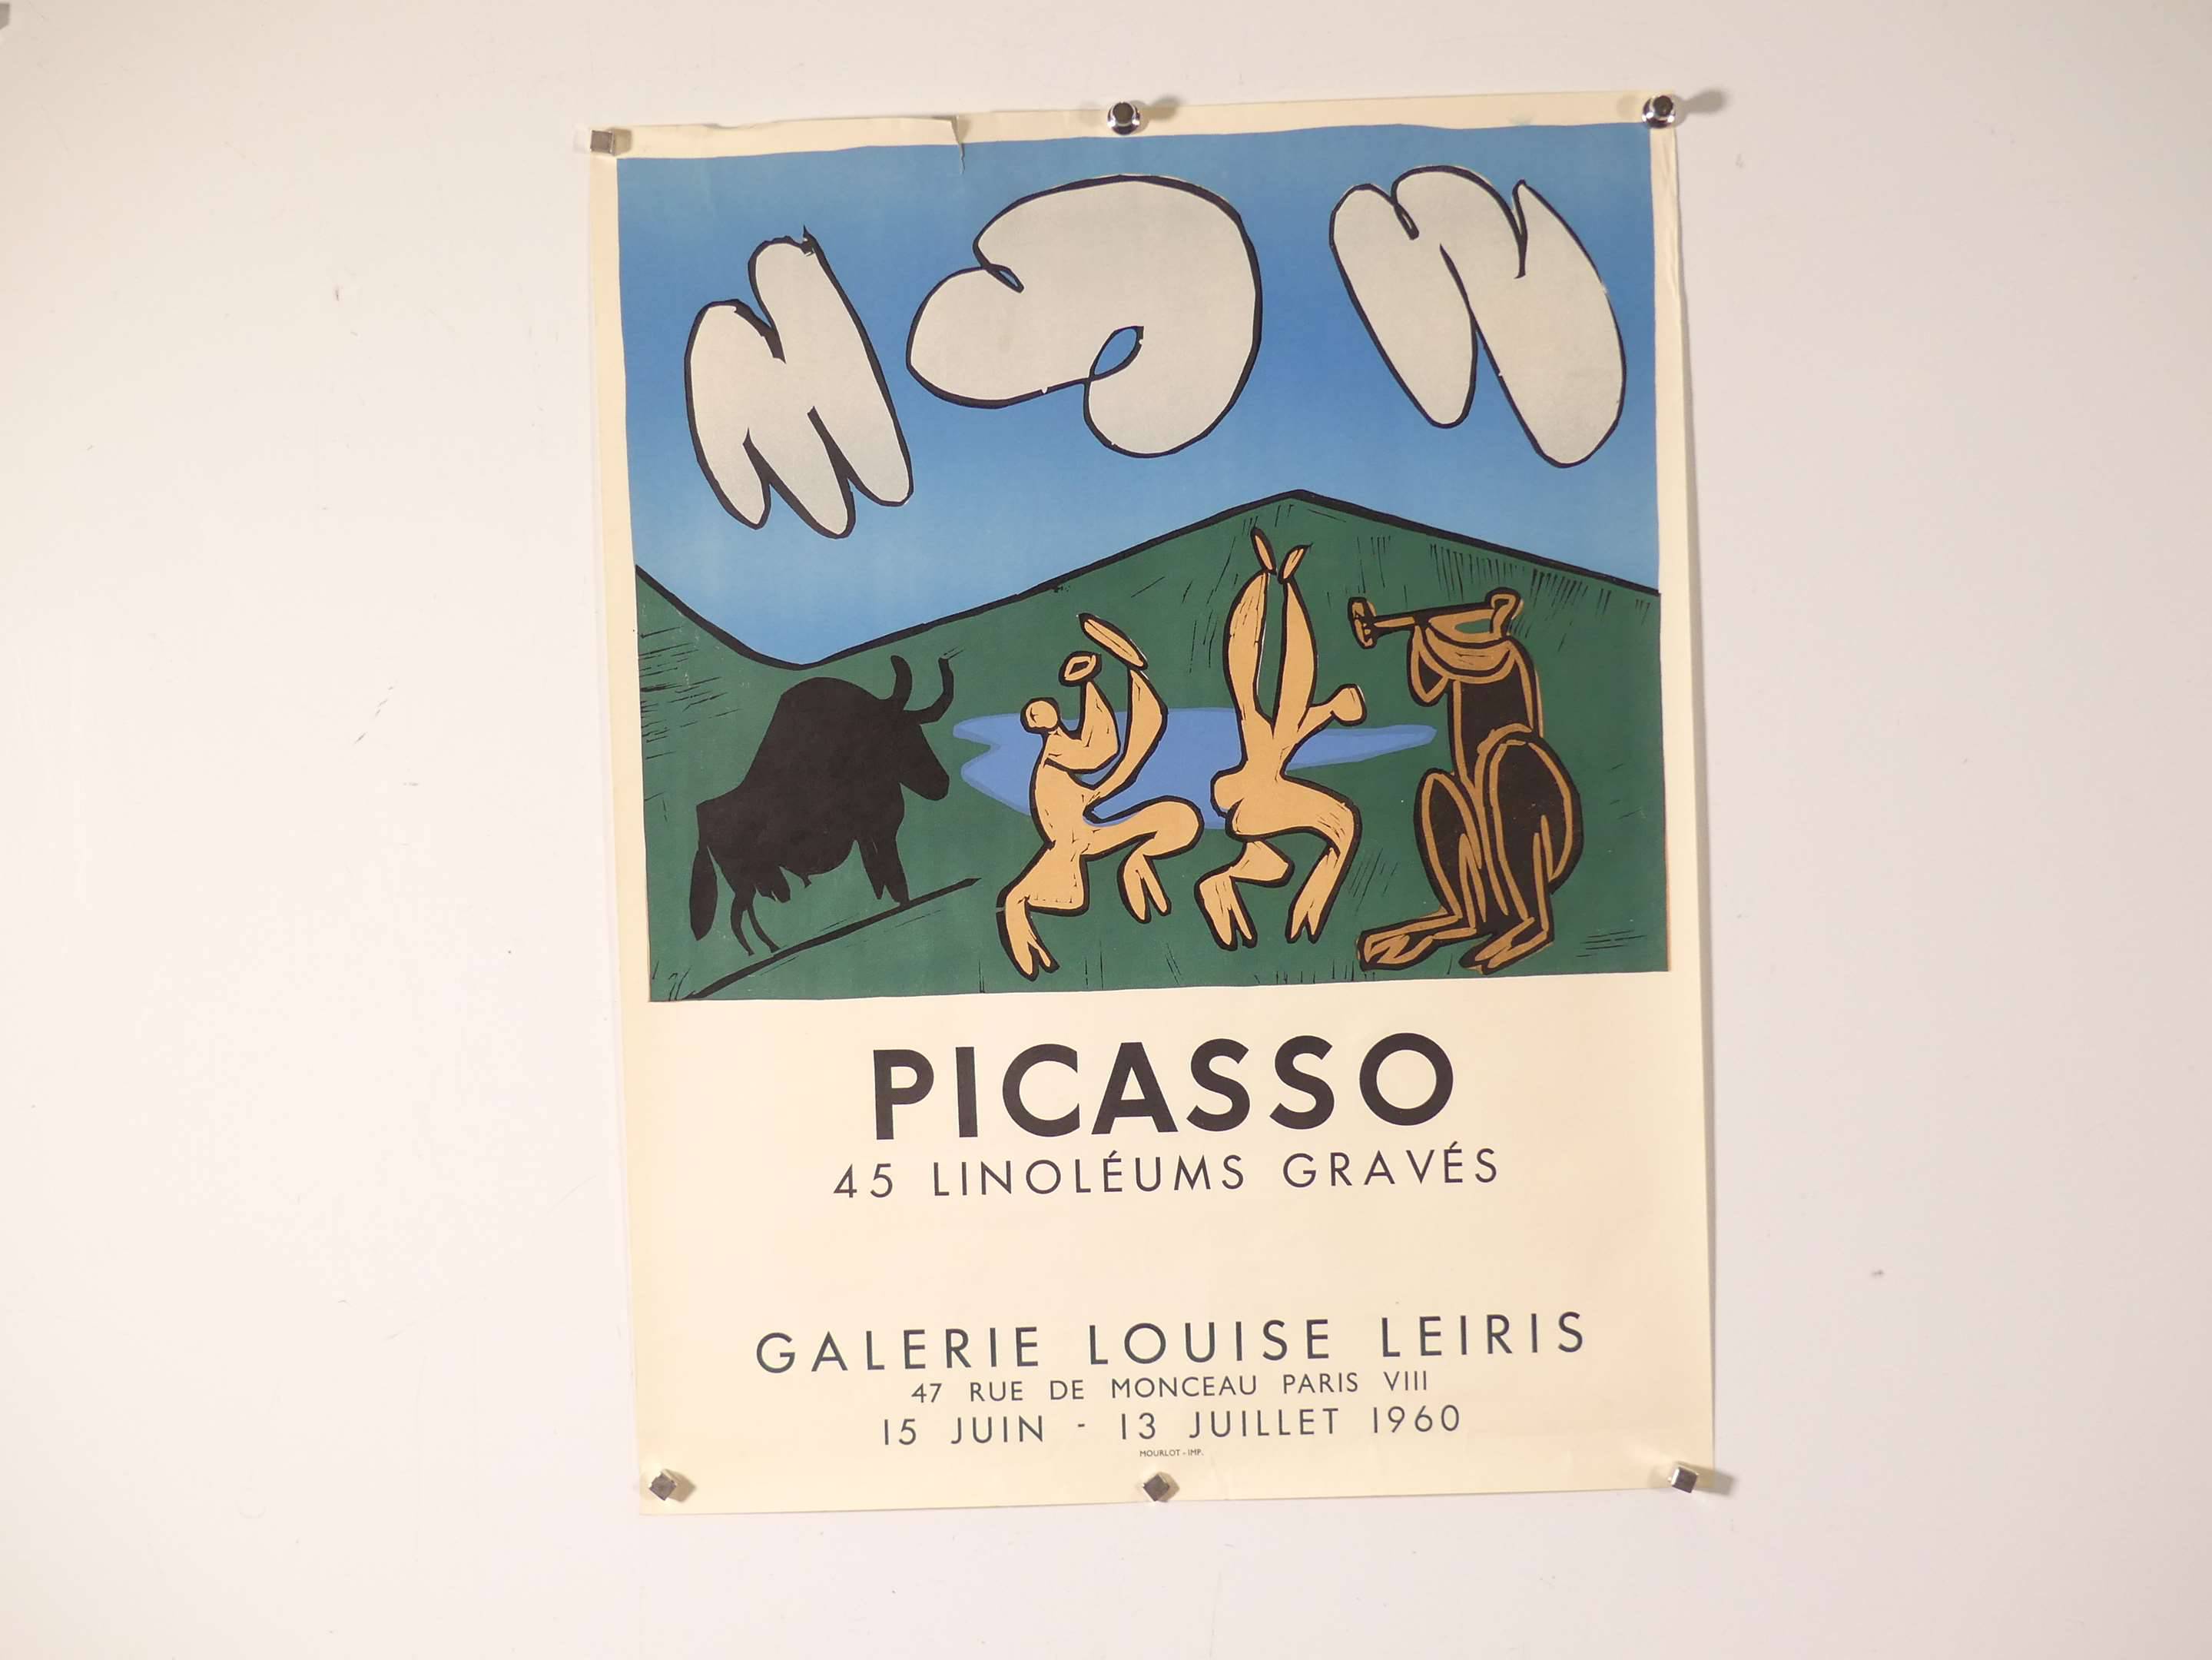 PICASSO
45 LINOLÉUMS GRAVÉS
GALERIE LOUISE LEIRIS
47 RUE DE MONCEAU PARIS VIII
15 JUIN - 13 JUILLET 1960
MOURLOT - IMP.